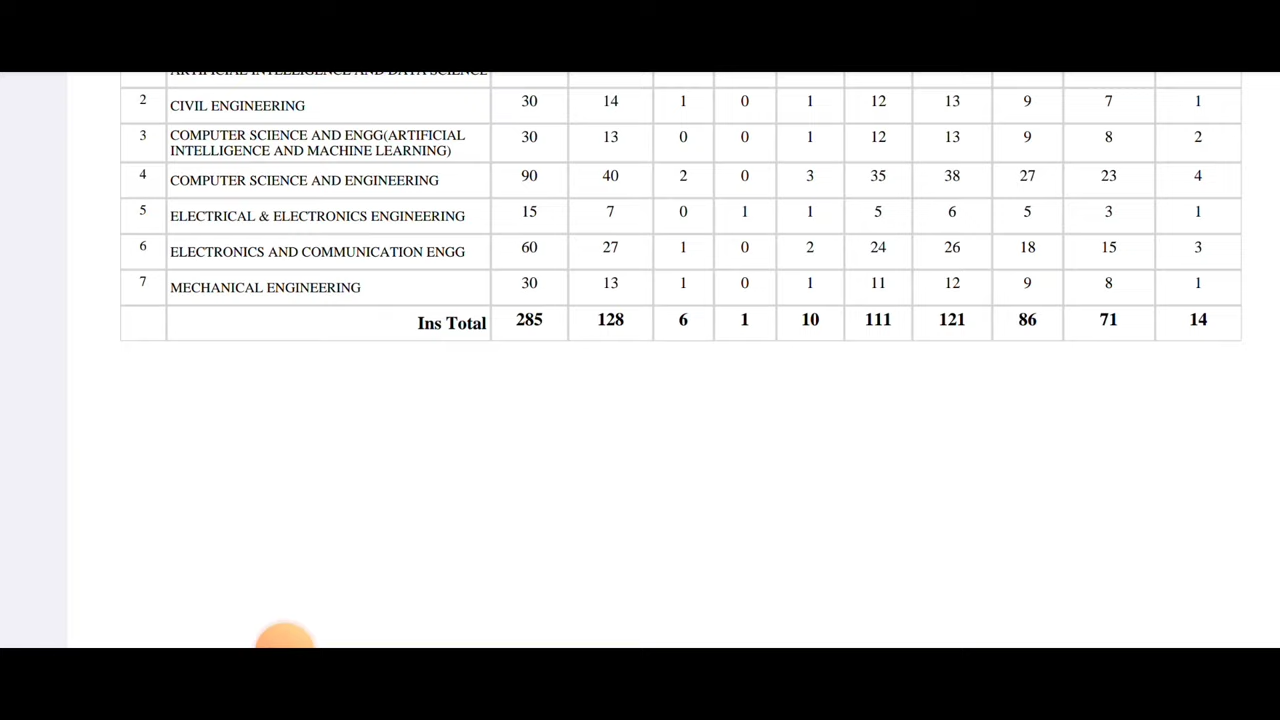 ARTIFICIAL INTELLIGENCE AND DATA SCIENCE
2 CIVIL ENGINEERING 30 14 1 0 1 12 13 9 7 1
3 COMPUTER SCIENCE AND ENGG(ARTIFICIAL INTELLIGENCE AND MACHINE LEARNING) 30 13 0 0 1 12 13 9 8 2
4 COMPUTER SCIENCE AND ENGINEERING 90 40 2 0 3 35 38 27 23 4
5 ELECTRICAL & ELECTRONICS ENGINEERING 15 7 0 1 1 5 6 5 3 1
6 ELECTRONICS AND COMMUNICATION ENGG 60 27 1 0 2 24 26 18 15 3
7 MECHANICAL ENGINEERING 30 13 1 0 1 11 12 9 8 1
Ins Total 285 128 6 1 10 111 121 86 71 14